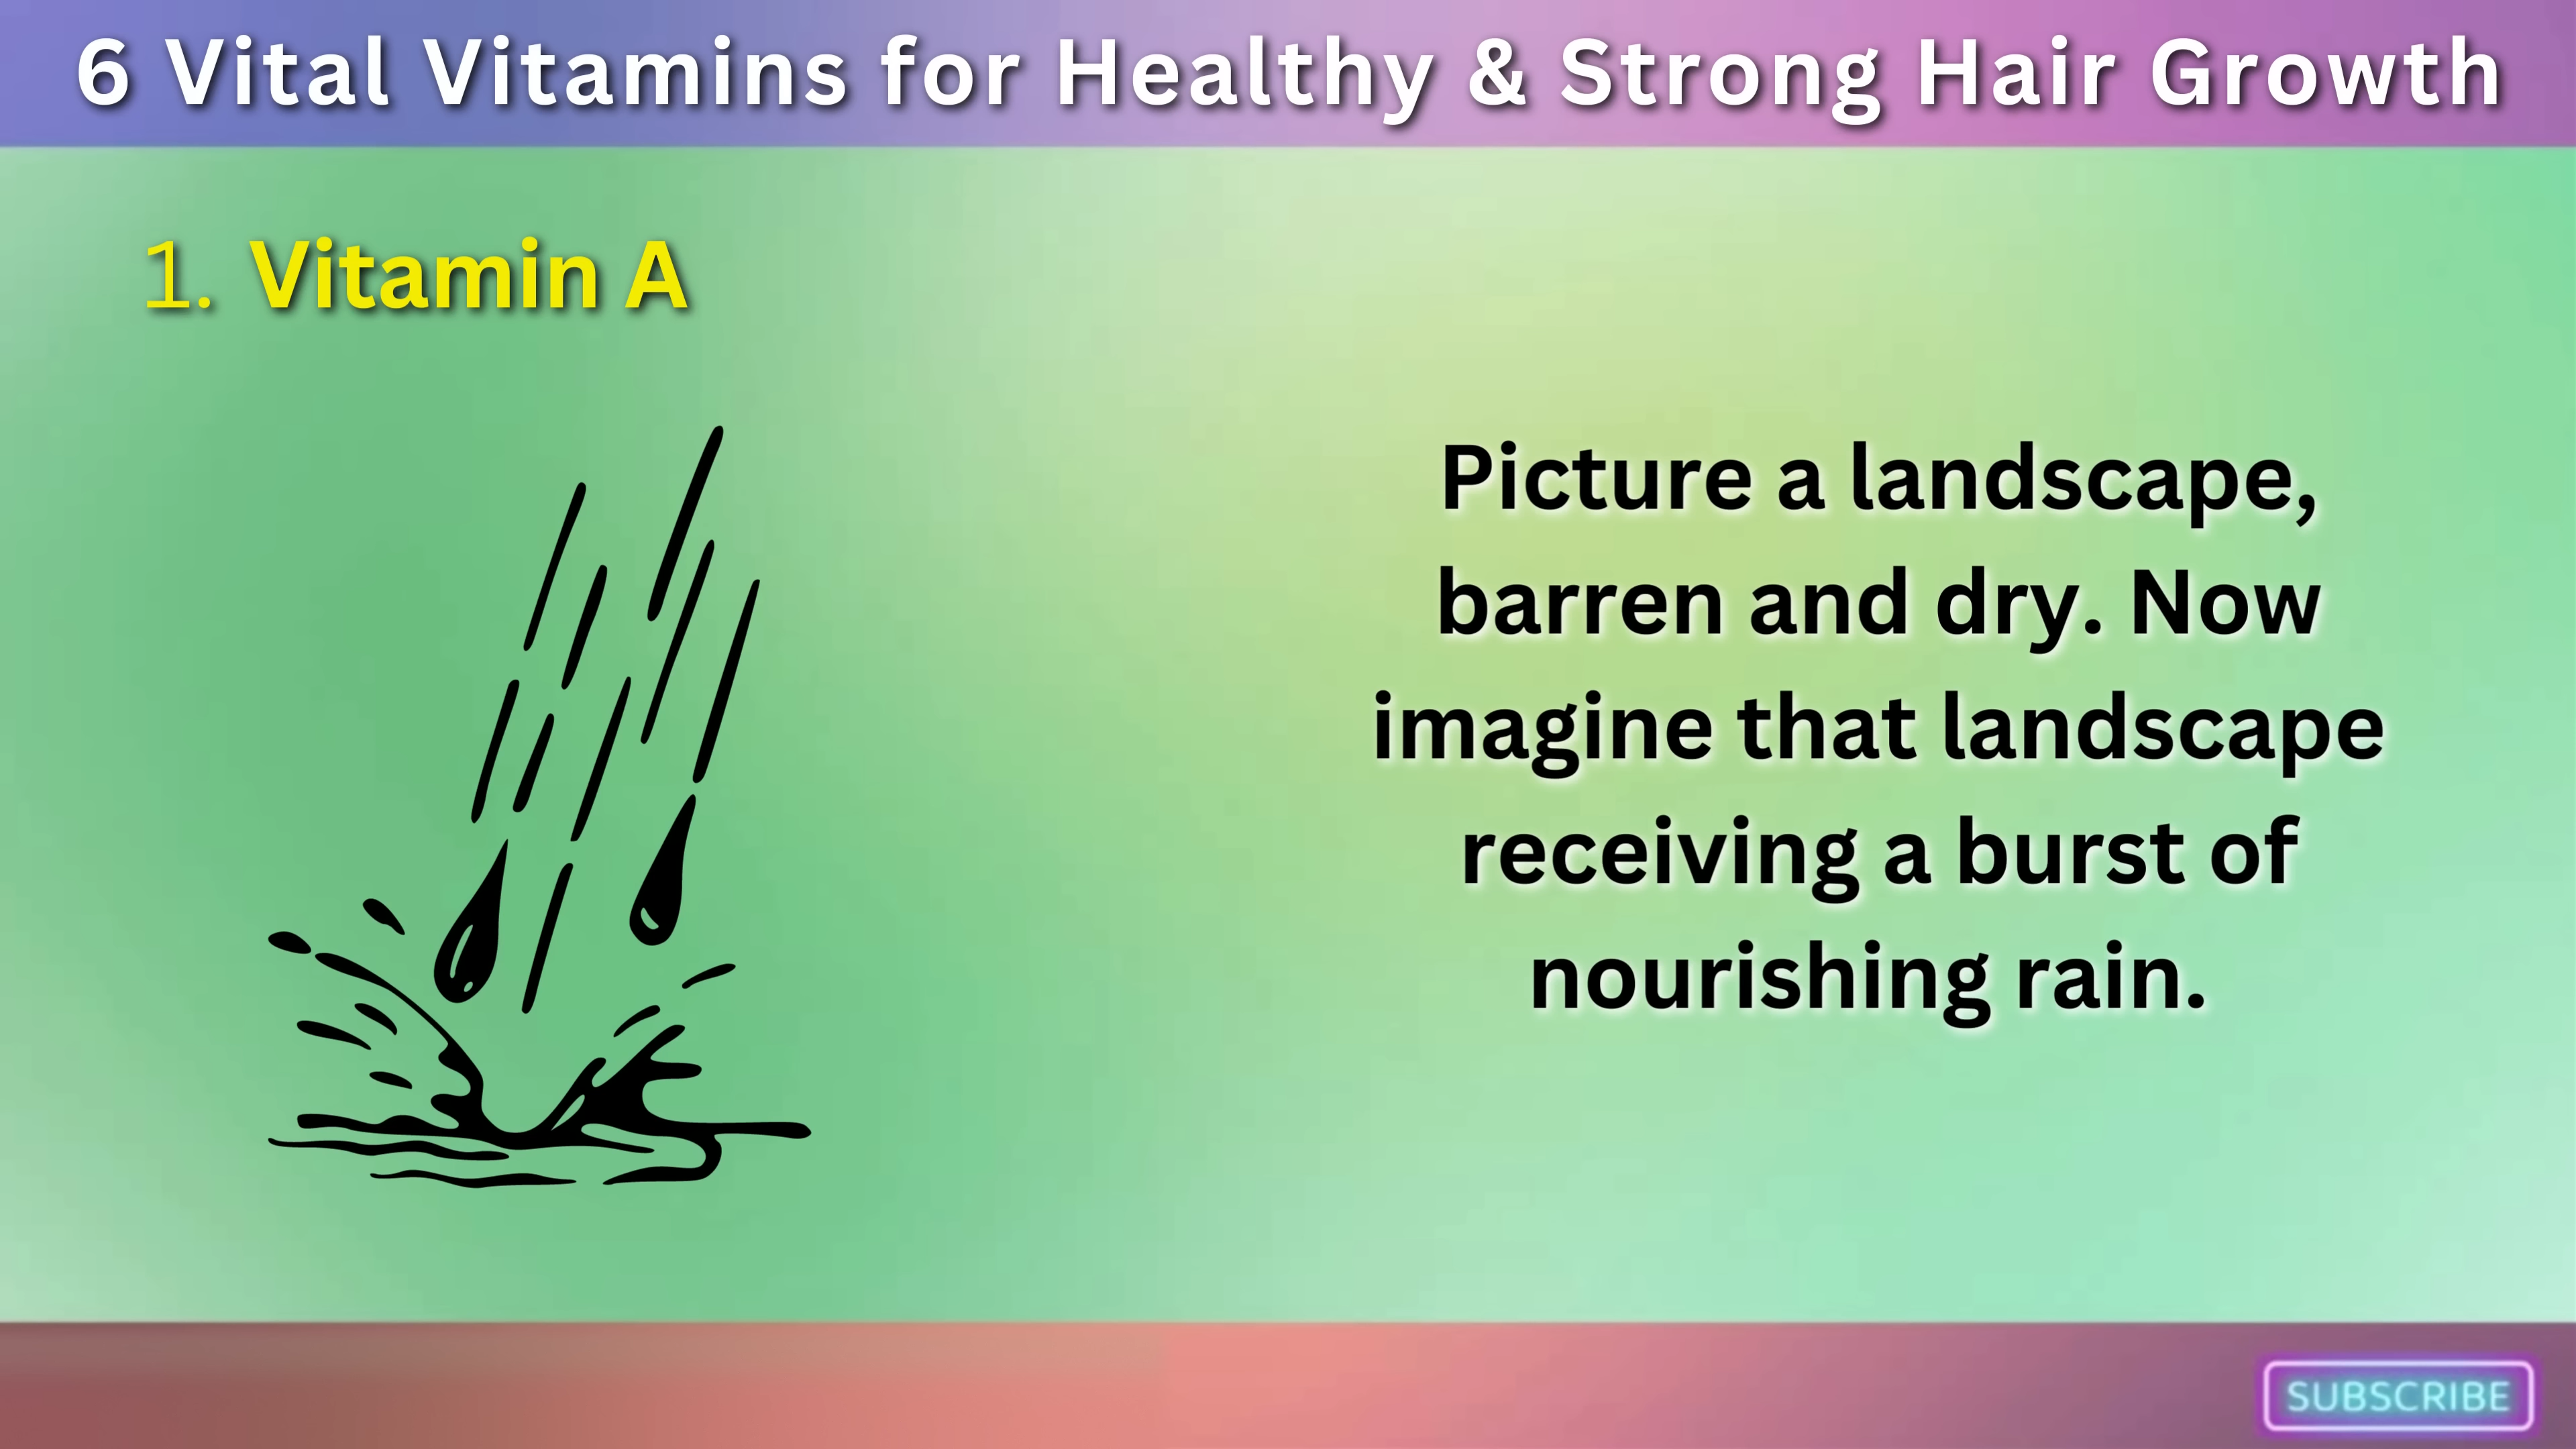 6 Vital Vitamins for Healthy & Strong Hair Growth
1. Vitamin A
Picture a landscape,
barren and dry. Now
imagine that landscape
receiving a burst of
nourishing rain.
SUBSCRIBE